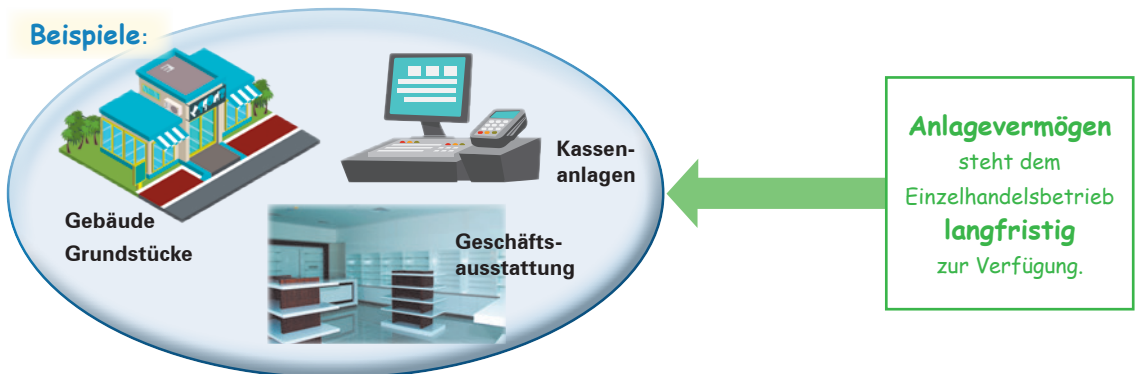 Beispiele:
Kassen-
anlagen
Gebäude
Grundstücke
Geschäfts-
ausstattung
Anlagevermögen
steht dem
Einzelhandelsbetrieb
langfristig
zur Verfügung.